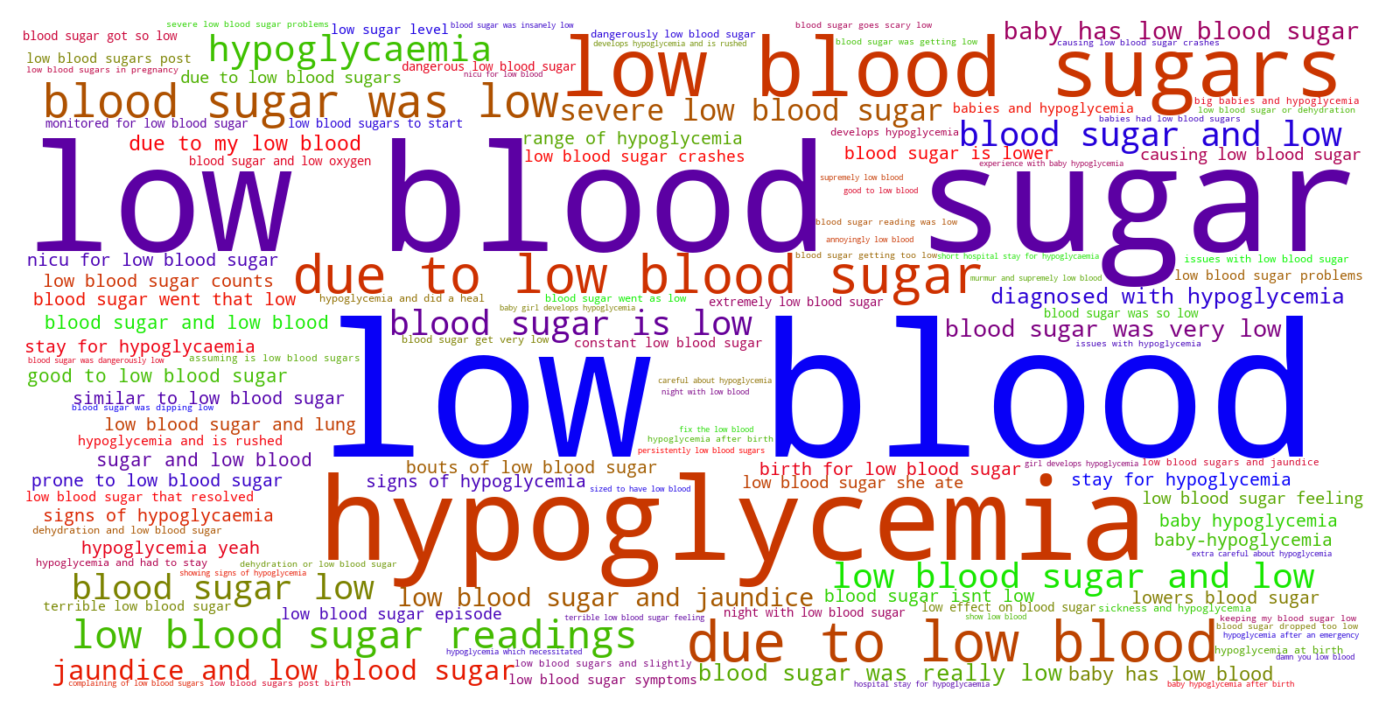 severe low blood sugar problems
low sugar level
blood sugar was insanely low
blood sugar goes scary low
baby has low blood sugar
blood sugar got so low
hypoglycaemia
dangerously low blood sugar
develops hypoglycemia and is rushed
low blood sugars
blood sugar was getting low
causing low blood sugar crashes
low blood sugars post
low blood sugars in pregnancy
due to low blood sugars
dangerous low blood sugar
nicu for low blood
blood sugar was low
severe low blood sugar
babies and hypoglycemia
big babies and hypoglycemia
low blood sugar or dehydration
monitored for low blood sugar
low blood sugars to start
babies had low blood sugars
due to my low blood
range of hypoglycemia
develops hypoglycemia
blood sugar and low
blood sugar and low oxygen
low blood sugar crashes
blood sugar is lower
causing low blood sugar
experience with baby hypoglycemia
low blood sugar
supremely low blood
good to low blood
blood sugar reading was low
annoyingly low blood
nicu for low blood sugar
due to low blood sugar
blood sugar getting too low
short hospital stay for hypoglycaemia
issues with low blood sugar
low blood sugar counts
murmur and supremely low blood
low blood sugar problems
blood sugar went that low
hypoglycemia and did a heal
blood sugar went as low
extremely low blood sugar
diagnosed with hypoglycemia
baby girl develops hypoglycemia
blood sugar was so low
blood sugar and low blood
blood sugar is low
blood sugar was very low
blood sugar get very low
constant low blood sugar
issues with hypoglycemia
stay for hypoglycaemia
blood sugar was dangerously low
assuming is low blood sugars
low blood
good to low blood sugar
careful about hypoglycemia
night with low blood
similar to low blood sugar
blood sugar was dipping low
low blood sugar and lung
fix the low blood
hypoglycemia and is rushed
hypoglycemia after birth
persistently low blood sugars
sugar and low blood
bouts of low blood sugar
birth for low blood sugar
girl develops hypoglycemia
low blood sugars and jaundice
prone to low blood sugar
signs of hypoglycemia
sized to have low blood
low blood sugar she ate
stay for hypoglycemia
low blood sugar that resolved
hypoglycemia
low blood sugar feeling
signs of hypoglycaemia
baby hypoglycemia
dehydration and low blood sugar
baby-hypoglycemia
hypoglycemia yeah
extra careful about hypoglycemia
hypoglycemia and had to stay
dehydration or low blood sugar
showing signs of hypoglycemia
blood sugar low
low blood sugar and jaundice
low blood sugar and low
blood sugar isnt low
lowers blood sugar
terrible low blood sugar
low blood sugar episode
terrible low blood sugar feeling
night with low blood sugar
low effect on blood sugar
sickness and hypoglycemia
show low blood
keeping my blood sugar low
blood sugar dropped too low
low blood sugar readings
due to low blood
hypoglycemia after an emergency
hypoglycemia which necessitated
hypoglycemia at birth
damn you low blood
jaundice and low blood sugar
low blood sugars and slightly
blood sugar was really low
baby has low blood
complaining of low blood sugars
low blood sugars post birth
low blood sugar symptoms
hospital stay for hypoglycaemia
baby hypoglycemia after birth